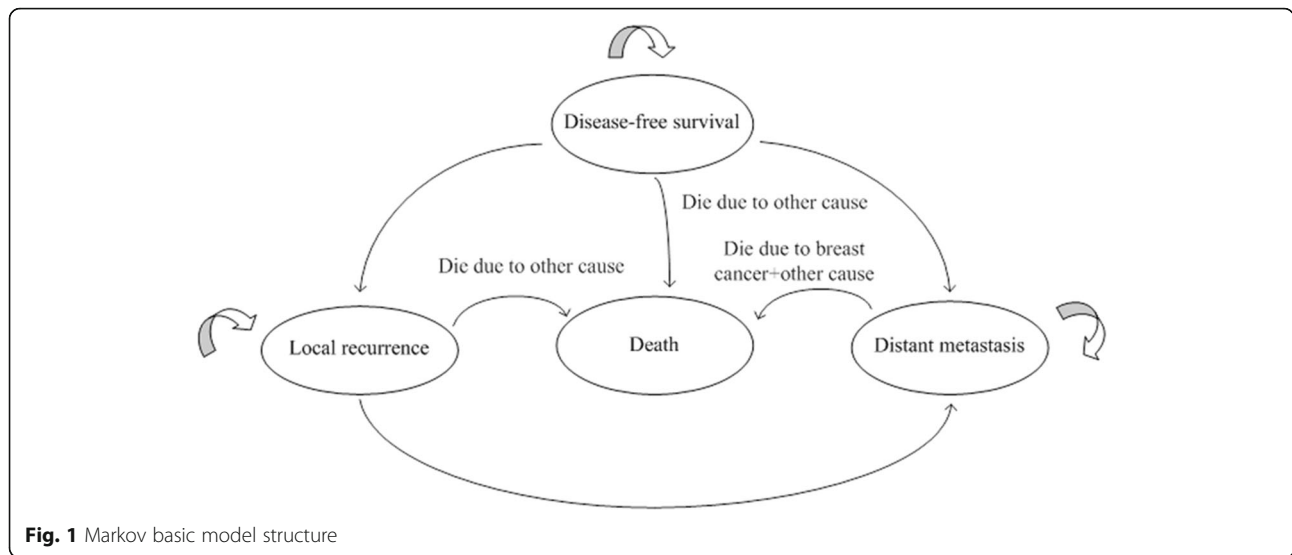 Disease-free survival
Die due to other cause
Die due to breast
cancer+other cause
Die due to other cause
Local recurrence
Death
Distant metastasis
Fig. 1 Markov basic model structure